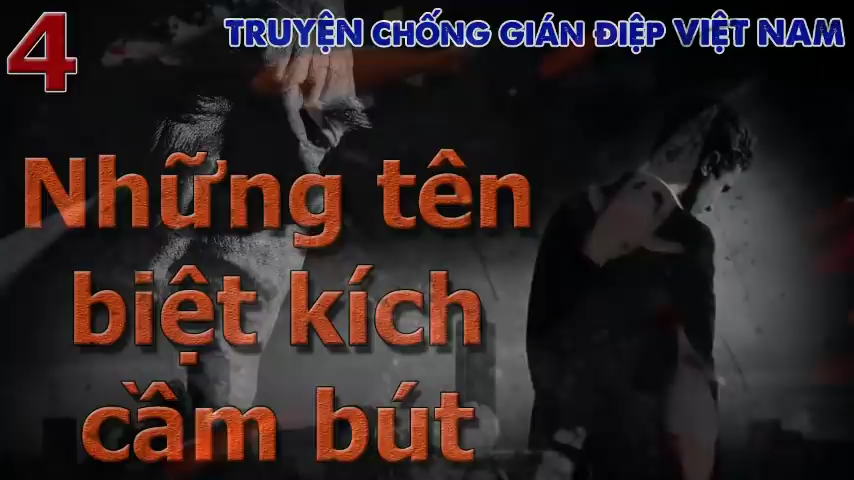 4
TRUYỆN CHỐNG GIÁN ĐIỆP VIỆT NAM
Những tên
biệt kích
cầm bút